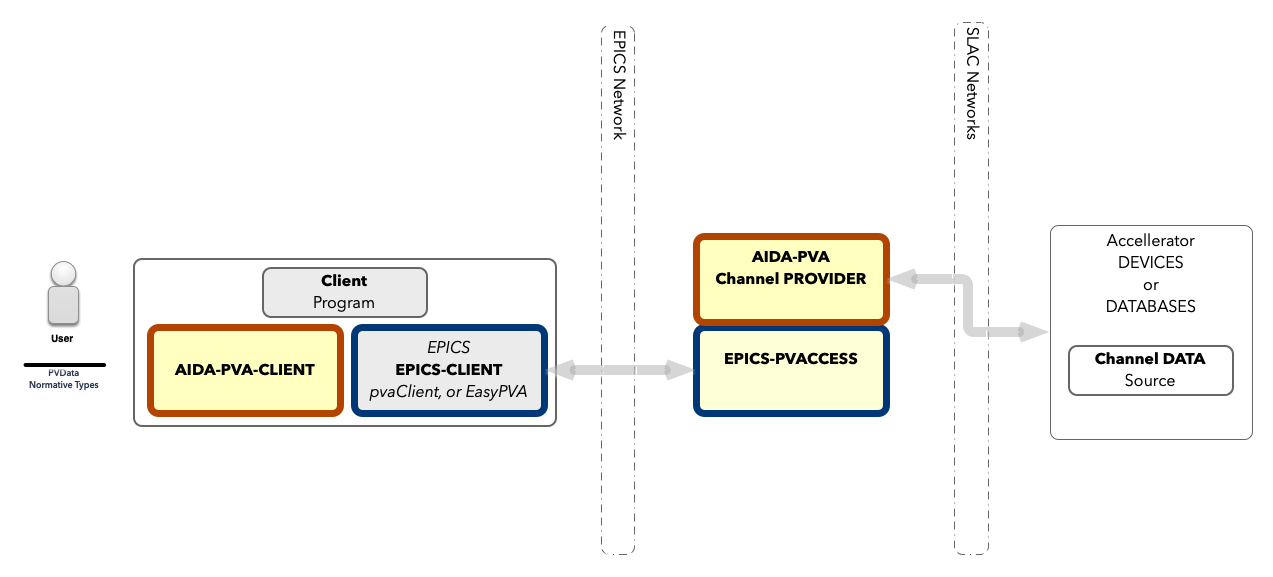 EPICS Network
SLAC Networks
User
PVData
Normative Types
Client
Program
AIDA-PVA-CLIENT
EPICS
EPICS-CLIENT
pvaClient, or EasyPVA
AIDA-PVA
Channel PROVIDER
EPICS-PVACCESS
Accellerator
DEVICES
or
DATABASES
Channel DATA
Source